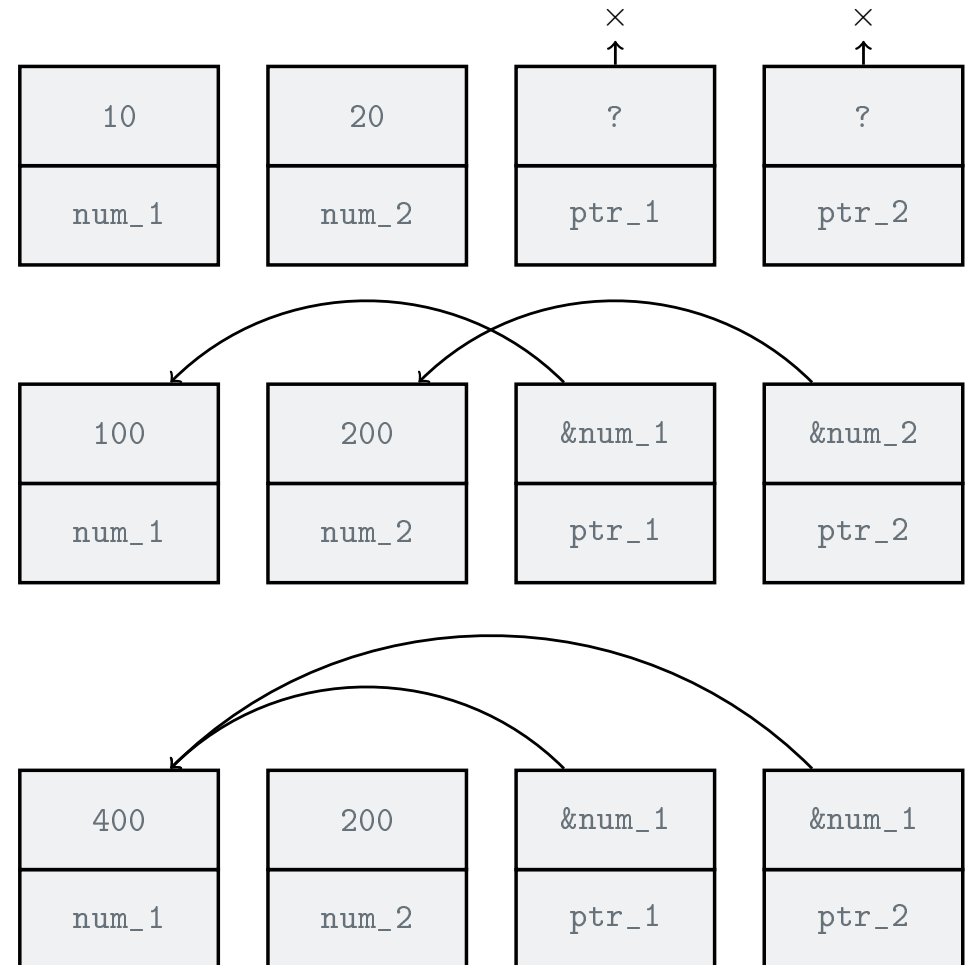 × ×
10 20 ? ?
num_1 num_2 ptr_1 ptr_2
100 200 &num_1 &num_2
num_1 num_2 ptr_1 ptr_2
400 200 &num_1 &num_1
num_1 num_2 ptr_1 ptr_2